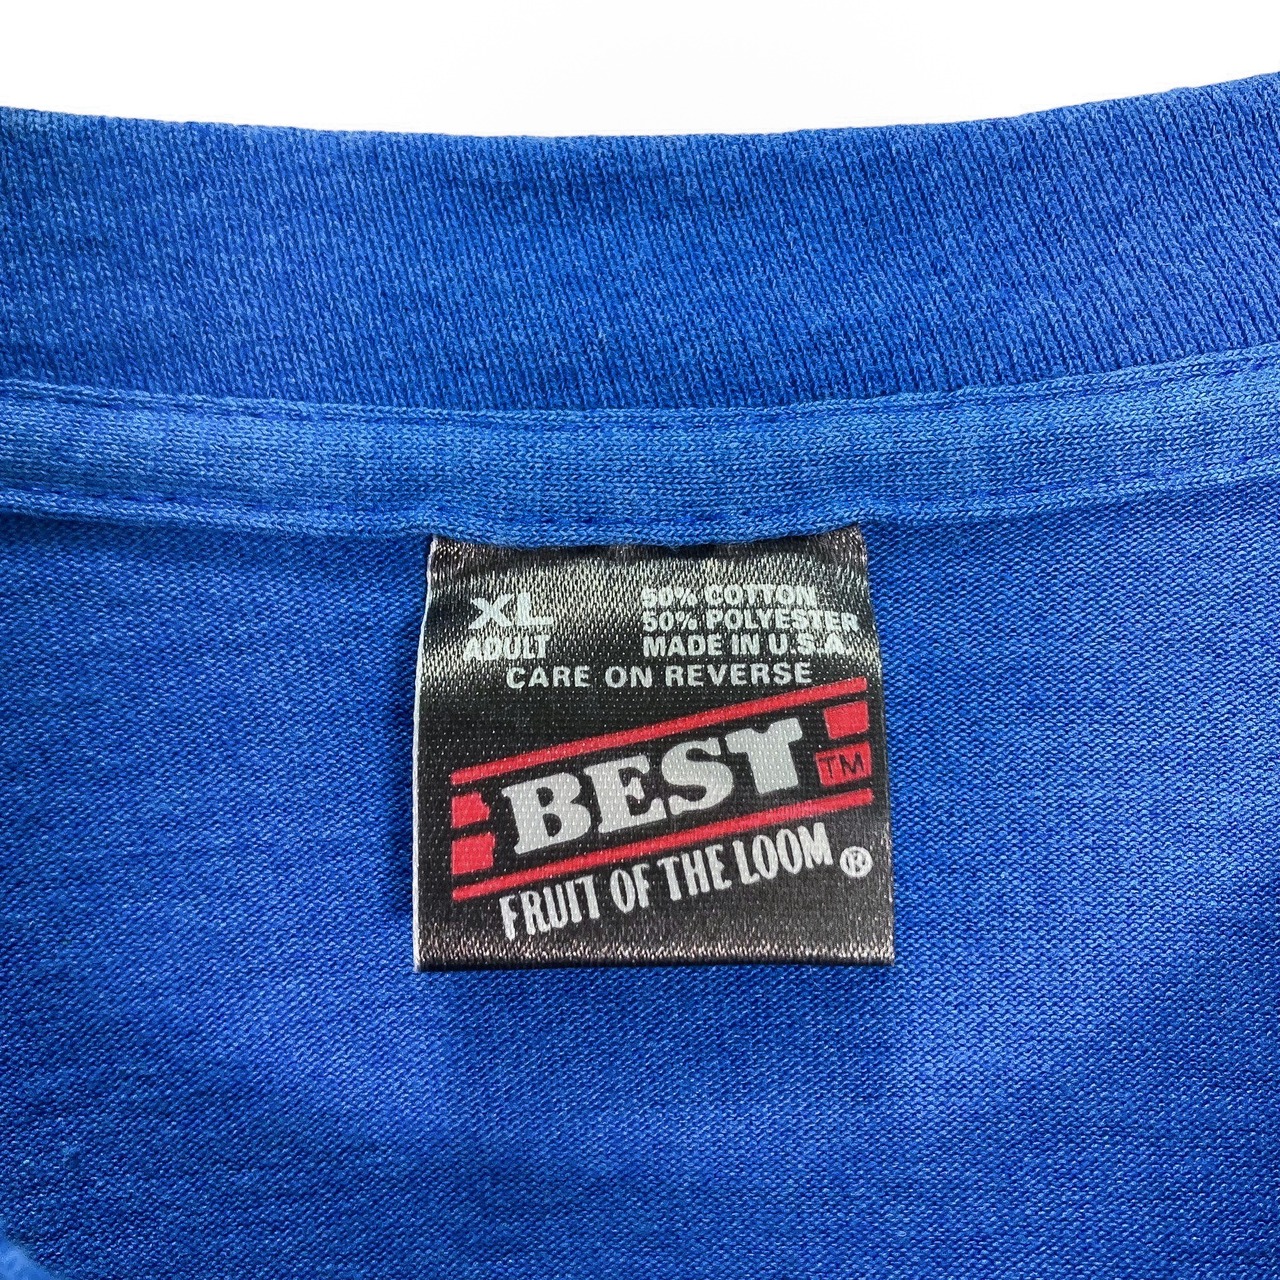 XL
ADULT
50% COTTON
50% POLYESTER
MADE IN U.S.A.
CARE ON REVERSE
BEST
TM
FRUIT OF THE LOOM ®